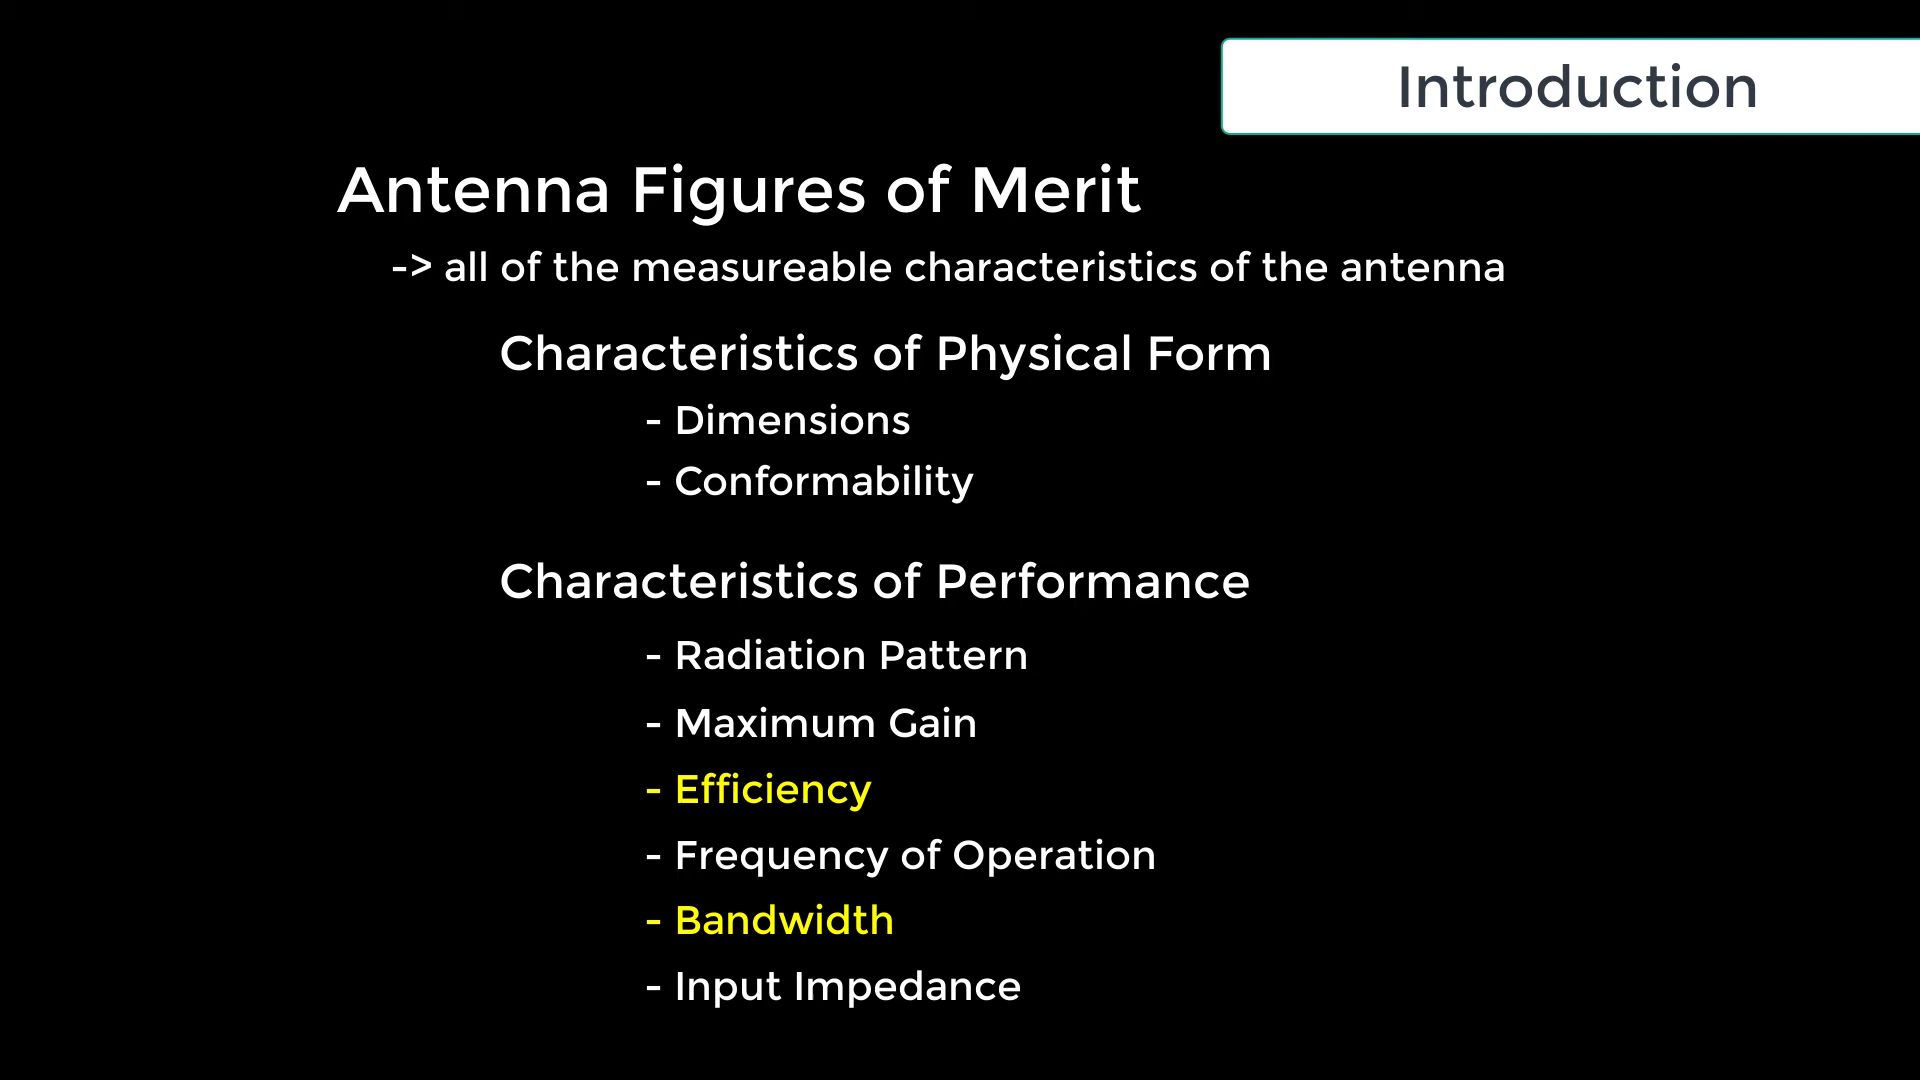 Introduction
Antenna Figures of Merit
-> all of the measureable characteristics of the antenna
Characteristics of Physical Form
- Dimensions
- Conformability
Characteristics of Performance
- Radiation Pattern
- Maximum Gain
- Efficiency
- Frequency of Operation
- Bandwidth
- Input Impedance